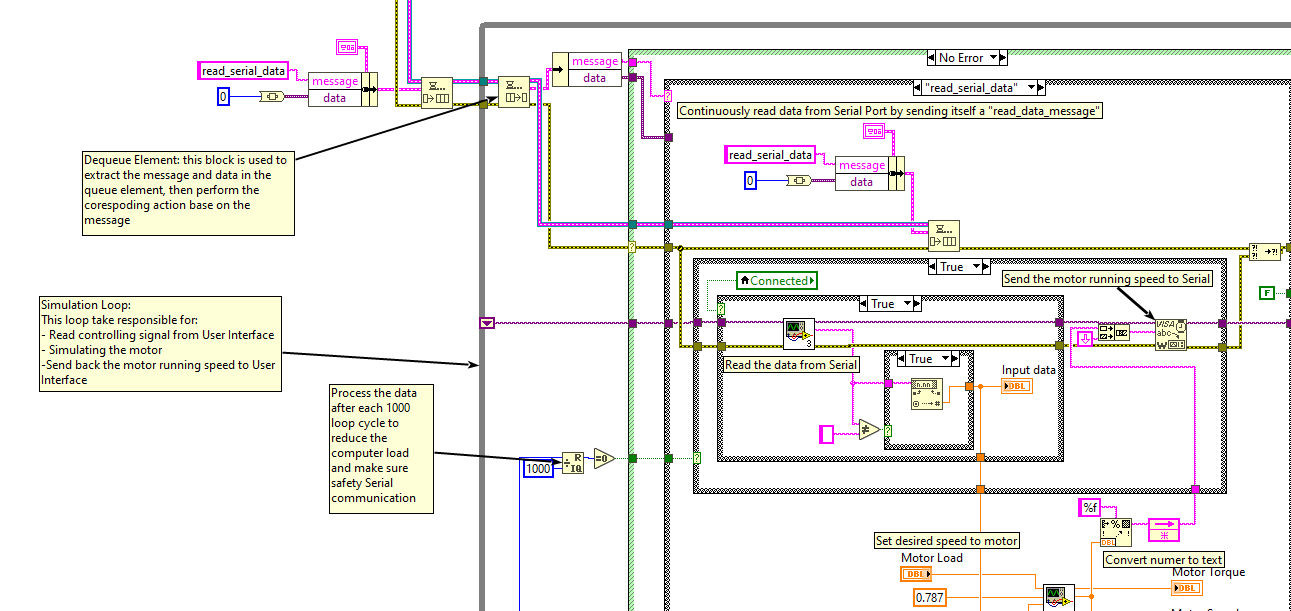 No Error
message
data
read_serial_data
message
data
0
"read_serial_data"
Continuously read data from Serial Port by sending itself a "read_data_message"
read_serial_data
message
data
0
Dequeue Element: this block is used to
extract the message and data in the
queue element, then perform the
corespoding action base on the
message
True
Connected
Send the motor running speed to Serial
F
Simulation Loop:
This loop take responsible for:
- Read controlling signal from User Interface
- Simulating the motor
-Send back the motor running speed to User
Interface
True
3
VISA
abc
W
Read the data from Serial
True
Input data
DBL
n.nn
Process the data
after each 1000
loop cycle to
reduce the
computer load
and make sure
safety Serial
communication
1000
R
IQ
=0
%f
Set desired speed to motor
DBL
Convert numer to text
Motor Load
DBL
Motor Torque
DBL
0.787